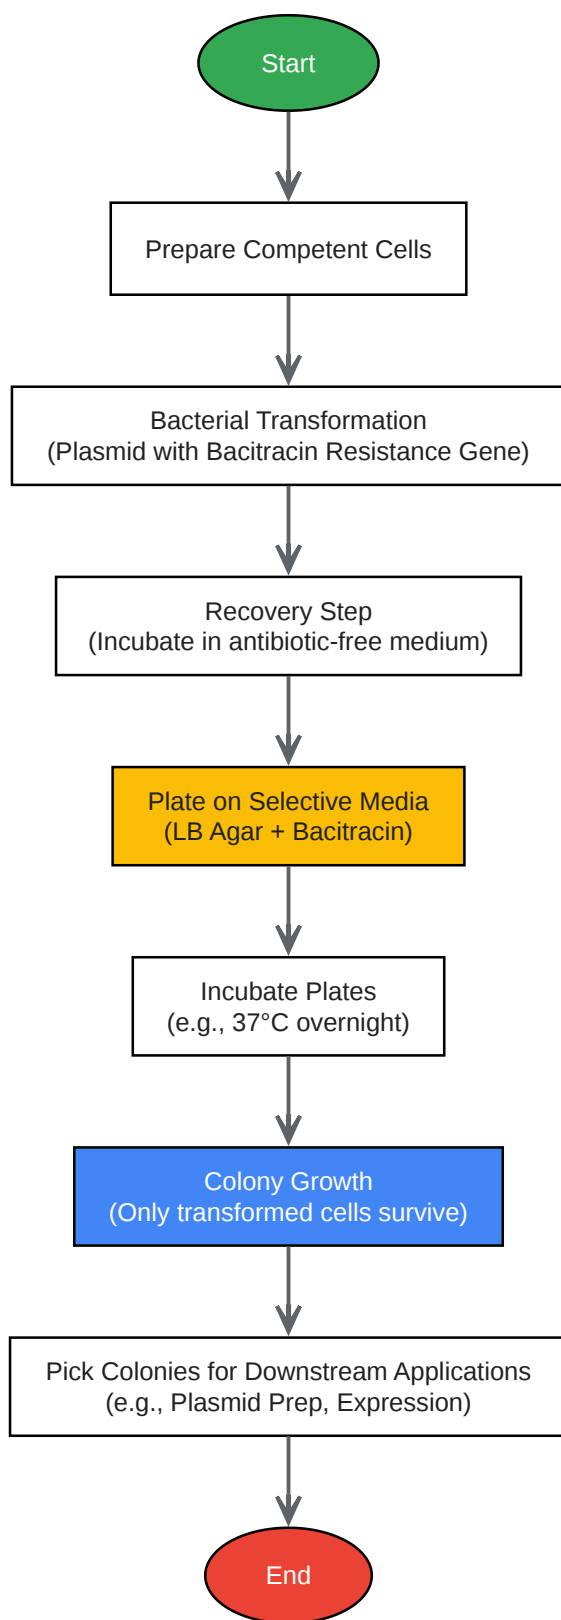 Start
Prepare Competent Cells
Bacterial Transformation
(Plasmid with Bacitracin Resistance Gene)
Recovery Step
(Incubate in antibiotic-free medium)
Plate on Selective Media
(LB Agar + Bacitracin)
Incubate Plates
(e.g., 37°C overnight)
Colony Growth
(Only transformed cells survive)
Pick Colonies for Downstream Applications
(e.g., Plasmid Prep, Expression)
End